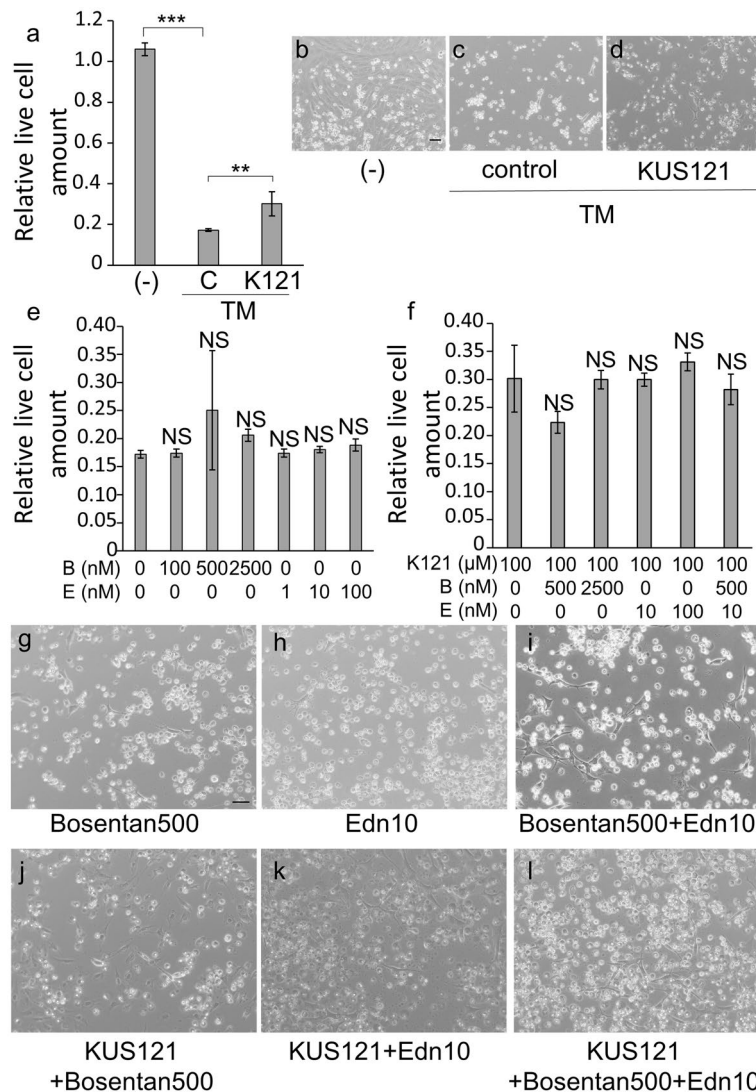 a
1.2
1.0
0.8
0.6
0.4
0.2
0
Relative live cell
amount
***
**
(-)
C
K121
TM
b
c
d
(-)
control
KUS121
TM
e
0.40
0.35
0.30
0.25
0.20
0.15
0.10
0.05
0.00
Relative live cell
amount
NS
NS
NS
NS
NS
NS
B (nM) 0 100 500 2500 0 0 0
E (nM) 0 0 0 0 1 10 100
f
0.40
0.35
0.30
0.25
0.20
0.15
0.30
0.05
0
Relative live cell
amount
NS
NS
NS
NS
NS
K121 (μM) 100 100 100 100 100 100
B (nM) 0 500 2500 0 0 500
E (nM) 0 0 0 10 100 10
g
h
i
Bosentan500
Edn10
Bosentan500+Edn10
j
k
l
KUS121
+Bosentan500
KUS121+Edn10
KUS121
+Bosentan500+Edn10